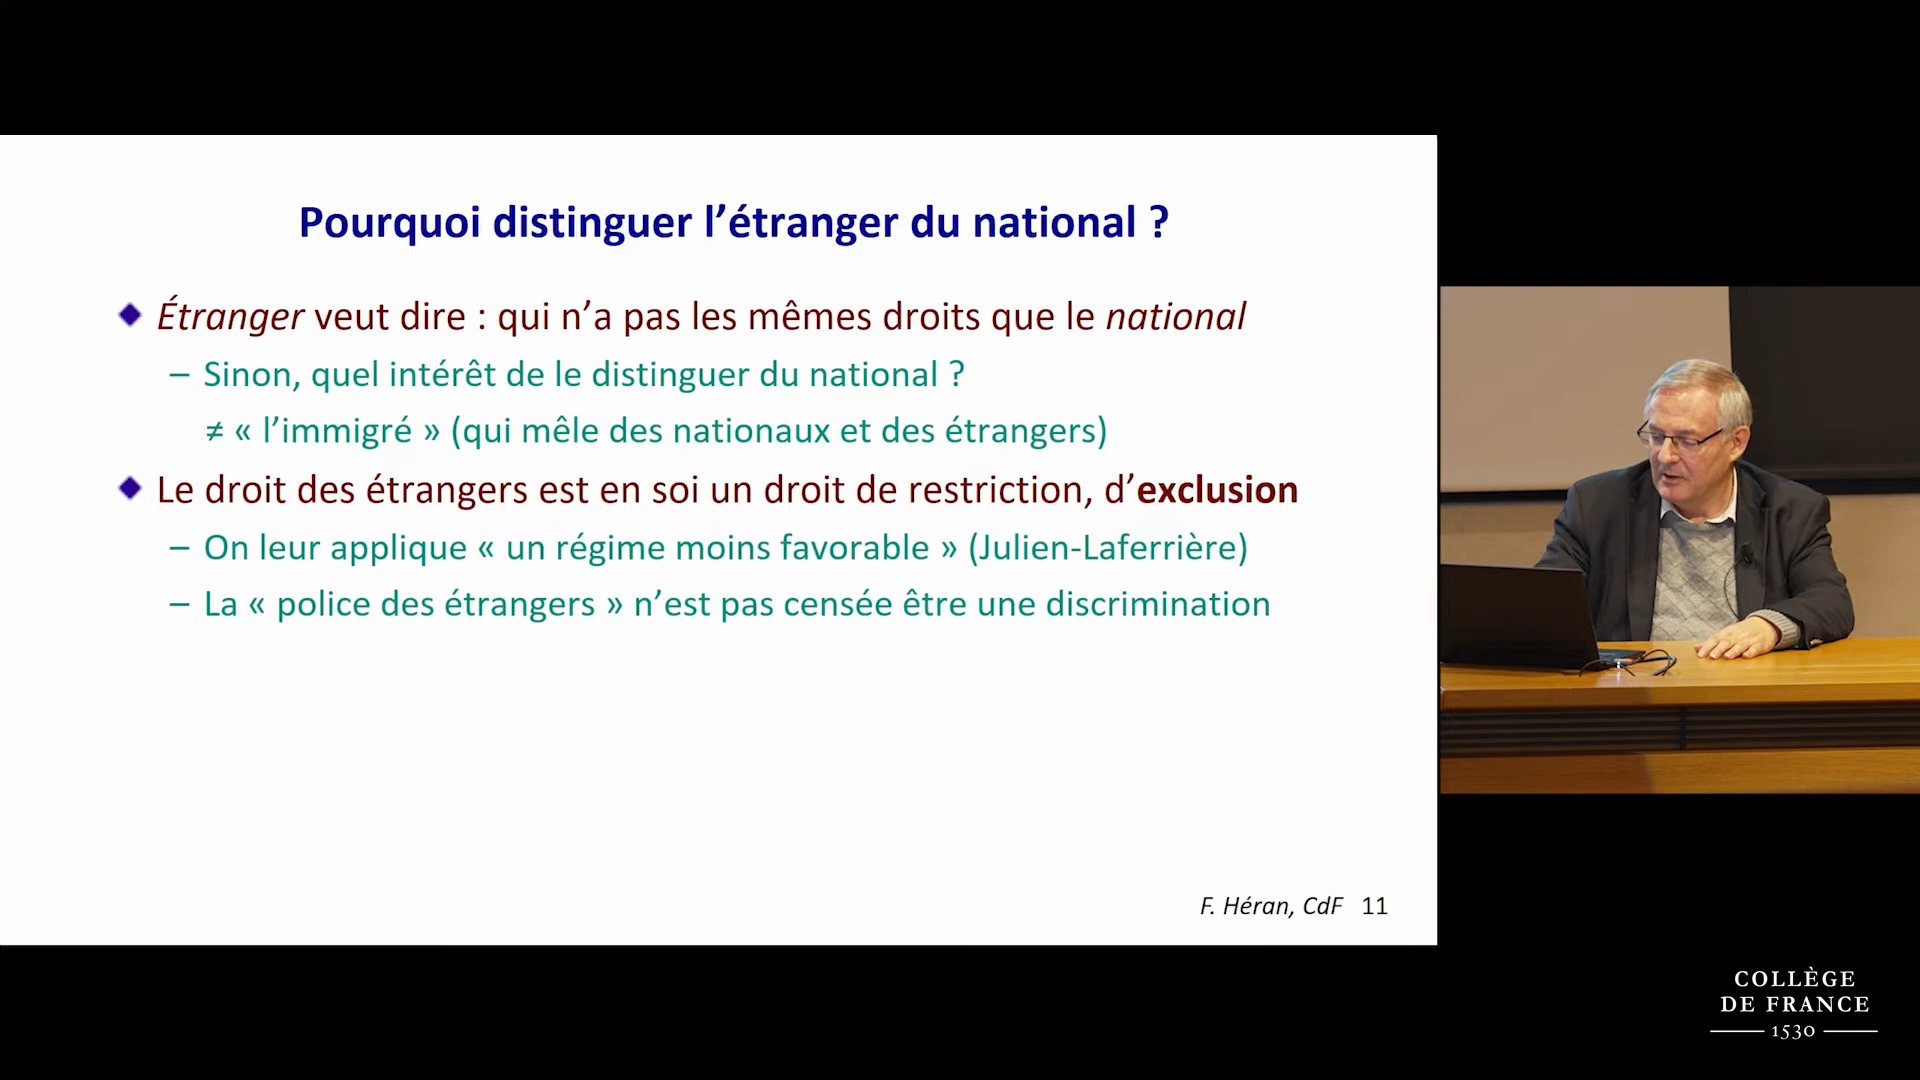 Pourquoi distinguer l’étranger du national ?
Étranger veut dire : qui n’a pas les mêmes droits que le national
– Sinon, quel intérêt de le distinguer du national ?
≠ « l’immigré » (qui mêle des nationaux et des étrangers)
Le droit des étrangers est en soi un droit de restriction, d’exclusion
– On leur applique « un régime moins favorable » (Julien-Laferrière)
– La « police des étrangers » n’est pas censée être une discrimination
F. Héran, CdF 11
COLLÈGE
DE FRANCE
1530